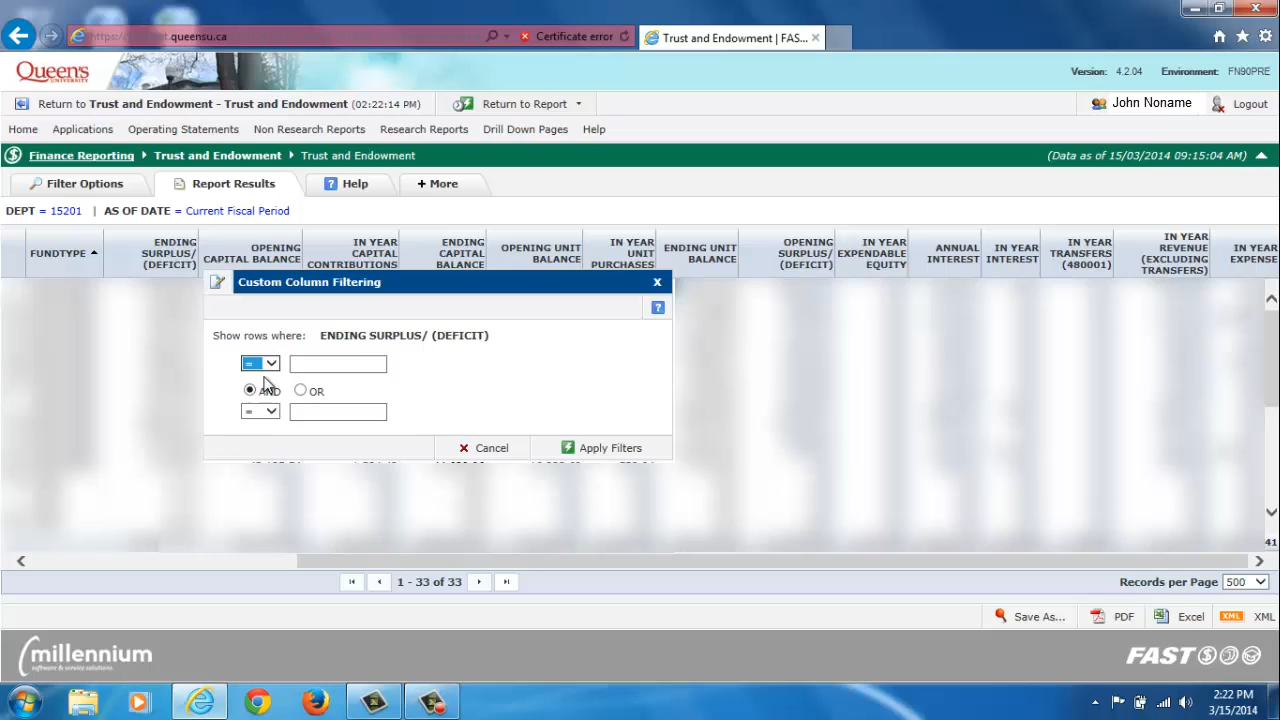 .queensu.ca
Certificate error
Trust and Endowment | FAS...
Queen's
UNIVERSITY
Version: 4.2.04 Environment: FN90PRE
Return to Trust and Endowment - Trust and Endowment (02:22:14 PM)
Return to Report
John Noname
Logout
Home Applications Operating Statements Non Research Reports Research Reports Drill Down Pages Help
Finance Reporting Trust and Endowment Trust and Endowment
(Data as of 15/03/2014 09:15:04 AM)
Filter Options
Report Results
? Help
+ More
DEPT = 15201 | AS OF DATE = Current Fiscal Period
FUNDTYPE
ENDING
SURPLUS/
(DEFICIT)
OPENING
CAPITAL BALANCE
IN YEAR
CAPITAL
CONTRIBUTIONS
ENDING
CAPITAL
BALANCE
OPENING UNIT
BALANCE
IN YEAR
UNIT
PURCHASES
ENDING UNIT
BALANCE
OPENING
SURPLUS/
(DEFICIT)
IN YEAR
EXPENDABLE
EQUITY
ANNUAL
INTEREST
IN YEAR
INTEREST
IN YEAR
TRANSFERS
(480001)
IN YEAR
REVENUE
(EXCLUDING
TRANSFERS)
IN YEAR
EXPENSE
Custom Column Filtering
X
?
Show rows where: ENDING SURPLUS/ (DEFICIT)
=
AND OR
=
Cancel
Apply Filters
41
1 - 33 of 33
Records per Page 500
Save As...
PDF
Excel
XML XML
millennium
software & service solutions
FAST $
2:22 PM
3/15/2014